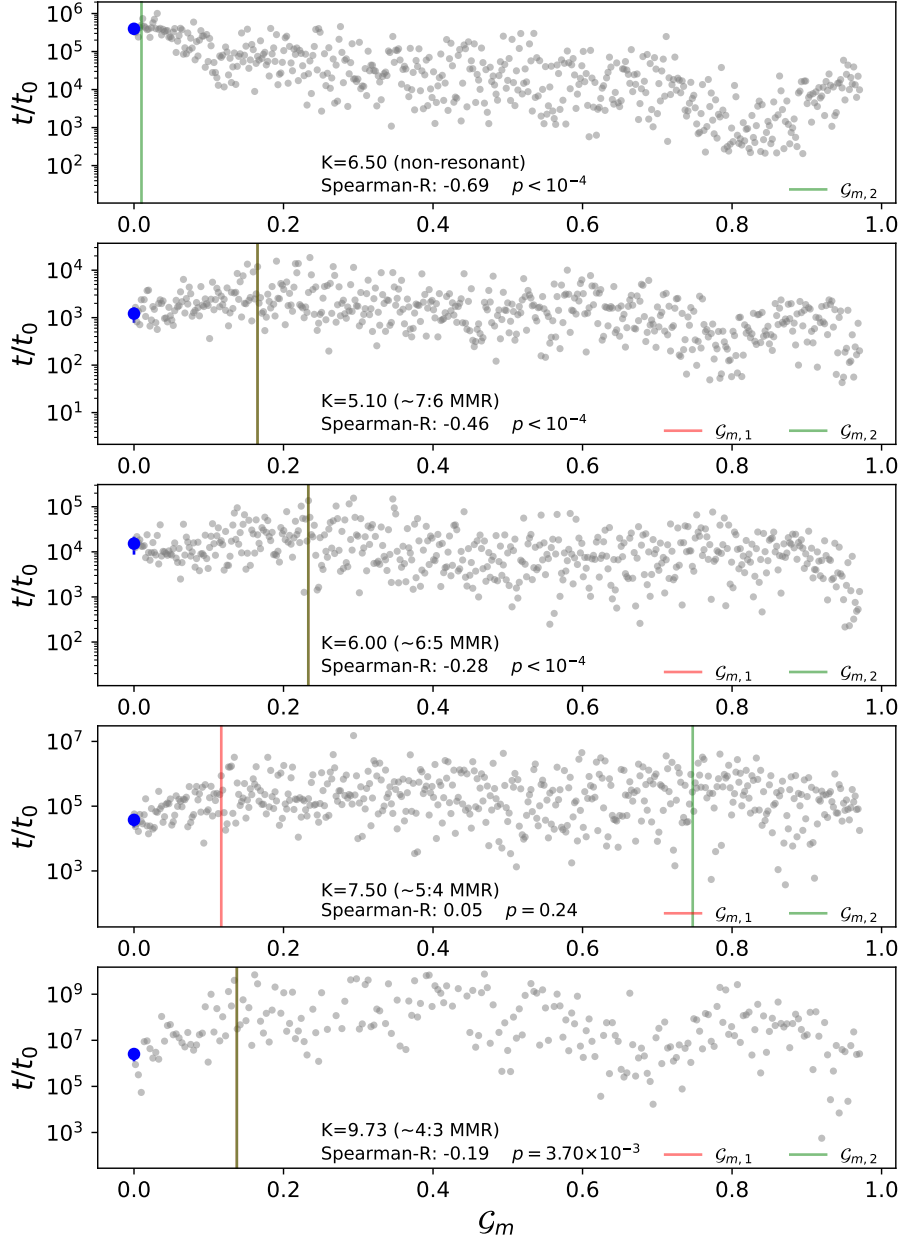 10⁶
10⁵
10⁴
10³
10²
t/t₀
K=6.50 (non-resonant)
Spearman-R: -0.69 p < 10⁻⁴
𝒢ₘ,₂
0.0 0.2 0.4 0.6 0.8 1.0
10⁴
10³
10²
10¹
t/t₀
K=5.10 (~7:6 MMR)
Spearman-R: -0.46 p < 10⁻⁴
𝒢ₘ,₁ 𝒢ₘ,₂
0.0 0.2 0.4 0.6 0.8 1.0
10⁵
10⁴
10³
10²
t/t₀
K=6.00 (~6:5 MMR)
Spearman-R: -0.28 p < 10⁻⁴
𝒢ₘ,₁ 𝒢ₘ,₂
0.0 0.2 0.4 0.6 0.8 1.0
10⁷
10⁵
10³
t/t₀
K=7.50 (~5:4 MMR)
Spearman-R: 0.05 p = 0.24
𝒢ₘ,₁ 𝒢ₘ,₂
0.0 0.2 0.4 0.6 0.8 1.0
10⁹
10⁷
10⁵
10³
t/t₀
K=9.73 (~4:3 MMR)
Spearman-R: -0.19 p = 3.70×10⁻³
𝒢ₘ,₁ 𝒢ₘ,₂
0.0 0.2 0.4 0.6 0.8 1.0
𝒢ₘ